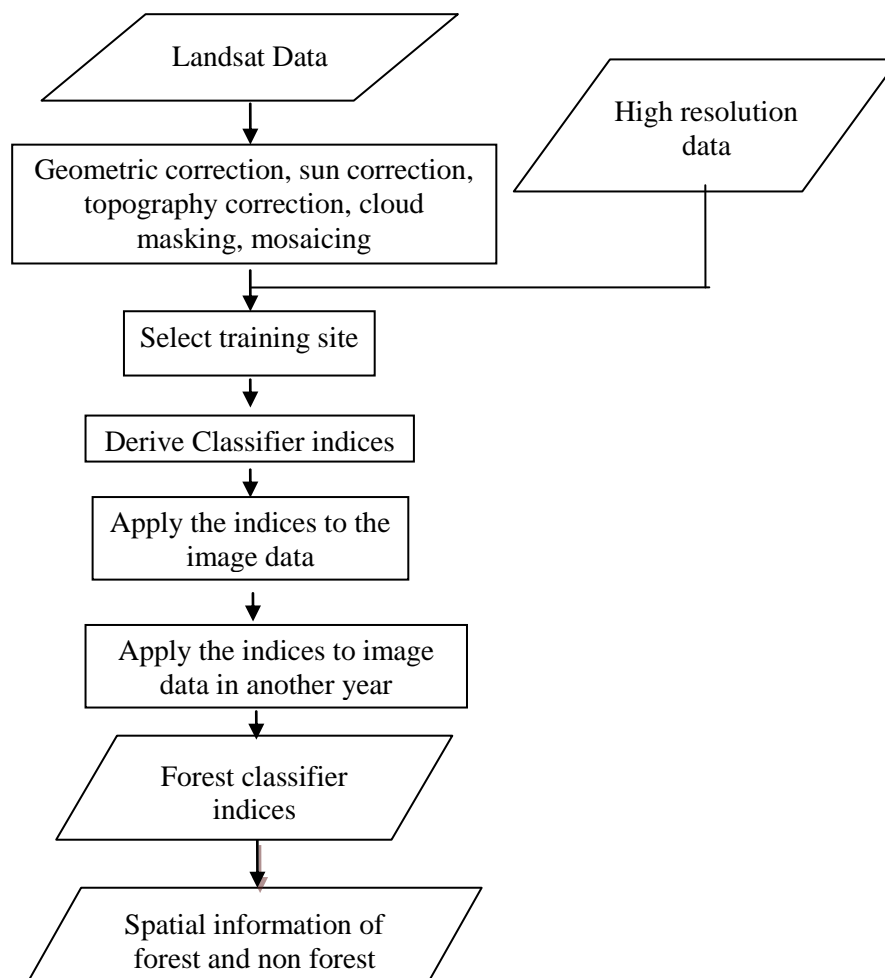 Landsat Data
High resolution
data
Geometric correction, sun correction,
topography correction, cloud
masking, mosaicing
Select training site
Derive Classifier indices
Apply the indices to the
image data
Apply the indices to image
data in another year
Forest classifier
indices
Spatial information of
forest and non forest